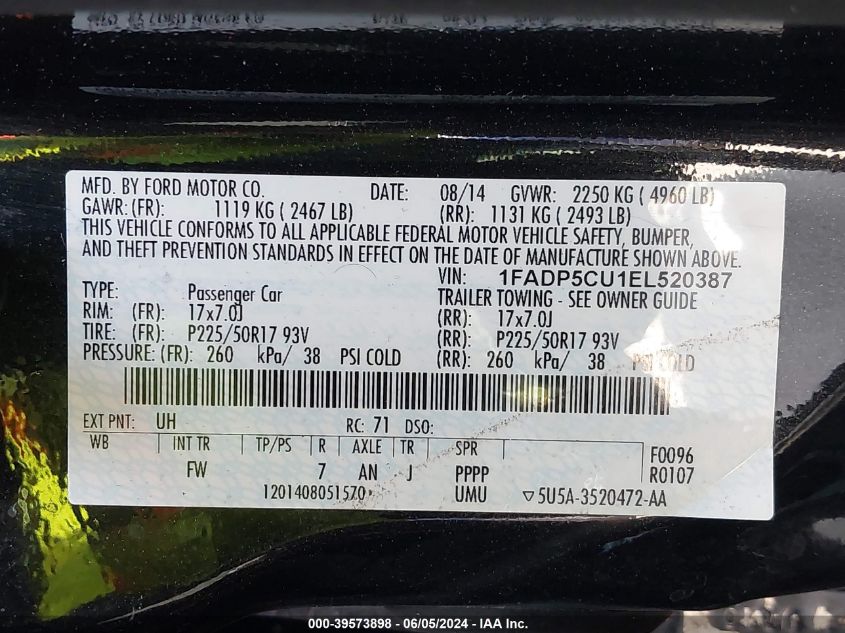 MFD. BY FORD MOTOR CO. DATE: 08/14 GVWR: 2250 KG ( 4960 LB)
GAWR: (FR): 1119 KG ( 2467 LB) (RR): 1131 KG ( 2493 LB)
THIS VEHICLE CONFORMS TO ALL APPLICABLE FEDERAL MOTOR VEHICLE SAFETY, BUMPER,
AND THEFT PREVENTION STANDARDS IN EFFECT ON THE DATE OF MANUFACTURE SHOWN ABOVE.
VIN: 1FADP5CU1EL520387
TYPE: Passenger Car TRAILER TOWING - SEE OWNER GUIDE
RIM: (FR): 17x7.0J (RR): 17x7.0J
TIRE: (FR): P225/50R17 93V (RR): P225/50R17 93V
PRESSURE: (FR): 260 kPa/ 38 PSI COLD (RR): 260 kPa/ 38 PSI COLD
EXT PNT: UH RC: 71 DSO:
WB INT TR TP/PS R AXLE TR SPR F0096
FW 7 AN J PPPP R0107
1201408051570 UMU ▽5U5A-3520472-AA
000-39573898 - 06/05/2024 - IAA Inc.